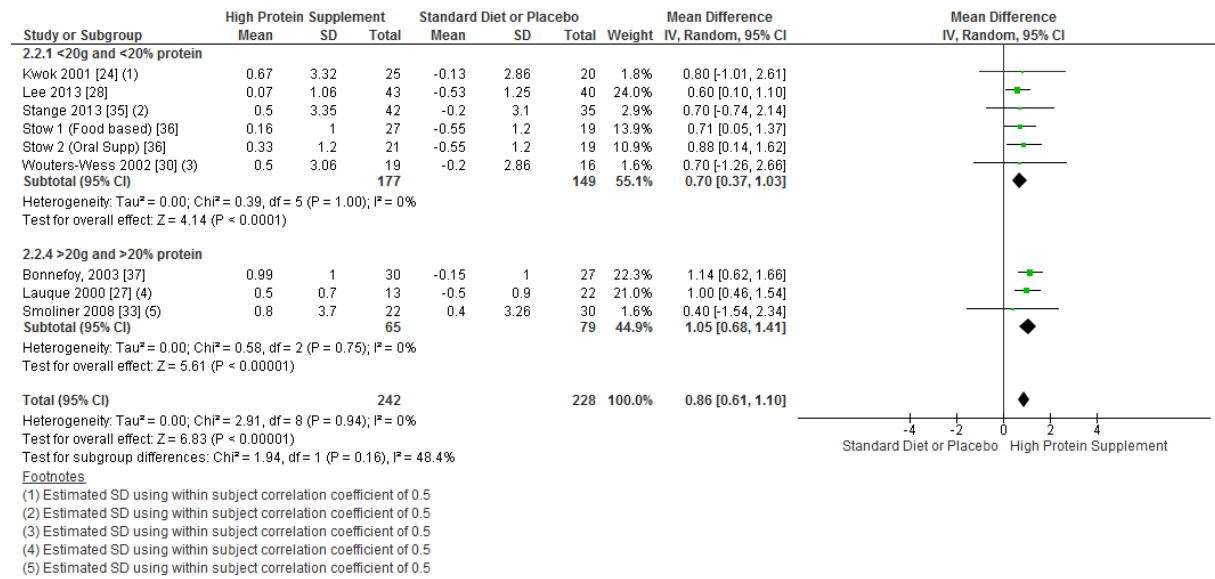 High Protein Supplement Standard Diet or Placebo Mean Difference Mean Difference
Study or Subgroup Mean SD Total Mean SD Total Weight IV, Random, 95% CI IV, Random, 95% CI
2.2.1 <20g and <20% protein
Kwok 2001 [24] (1) 0.67 3.32 25 -0.13 2.86 20 1.8% 0.80 [-1.01, 2.61]
Lee 2013 [28] 0.07 1.06 43 -0.53 1.25 40 24.0% 0.60 [0.10, 1.10]
Stange 2013 [35] (2) 0.5 3.35 42 -0.2 3.1 35 2.9% 0.70 [-0.74, 2.14]
Stow 1 (Food based) [36] 0.16 1 27 -0.55 1.2 19 13.9% 0.71 [0.05, 1.37]
Stow 2 (Oral Supp) [36] 0.33 1.2 21 -0.55 1.2 19 10.9% 0.88 [0.14, 1.62]
Wouters-Wess 2002 [30] (3) 0.5 3.06 19 -0.2 2.86 16 1.6% 0.70 [-1.26, 2.66]
Subtotal (95% CI) 177 149 55.1% 0.70 [0.37, 1.03]
Heterogeneity: Tau² = 0.00; Chi² = 0.39, df = 5 (P = 1.00); I² = 0%
Test for overall effect: Z = 4.14 (P < 0.0001)
2.2.4 >20g and >20% protein
Bonnefoy, 2003 [37] 0.99 1 30 -0.15 1 27 22.3% 1.14 [0.62, 1.66]
Lauque 2000 [27] (4) 0.5 0.7 13 -0.5 0.9 22 21.0% 1.00 [0.46, 1.54]
Smoliner 2008 [33] (5) 0.8 3.7 22 0.4 3.26 30 1.6% 0.40 [-1.54, 2.34]
Subtotal (95% CI) 65 79 44.9% 1.05 [0.68, 1.41]
Heterogeneity: Tau² = 0.00; Chi² = 0.58, df = 2 (P = 0.75); I² = 0%
Test for overall effect: Z = 5.61 (P < 0.00001)
Total (95% CI) 242 228 100.0% 0.86 [0.61, 1.10]
Heterogeneity: Tau² = 0.00; Chi² = 2.91, df = 8 (P = 0.94); I² = 0%
Test for overall effect: Z = 6.83 (P < 0.00001)
Test for subgroup differences: Chi² = 1.94, df = 1 (P = 0.16), I² = 48.4%
-4 -2 0 2 4
Standard Diet or Placebo High Protein Supplement
Footnotes
(1) Estimated SD using within subject correlation coefficient of 0.5
(2) Estimated SD using within subject correlation coefficient of 0.5
(3) Estimated SD using within subject correlation coefficient of 0.5
(4) Estimated SD using within subject correlation coefficient of 0.5
(5) Estimated SD using within subject correlation coefficient of 0.5